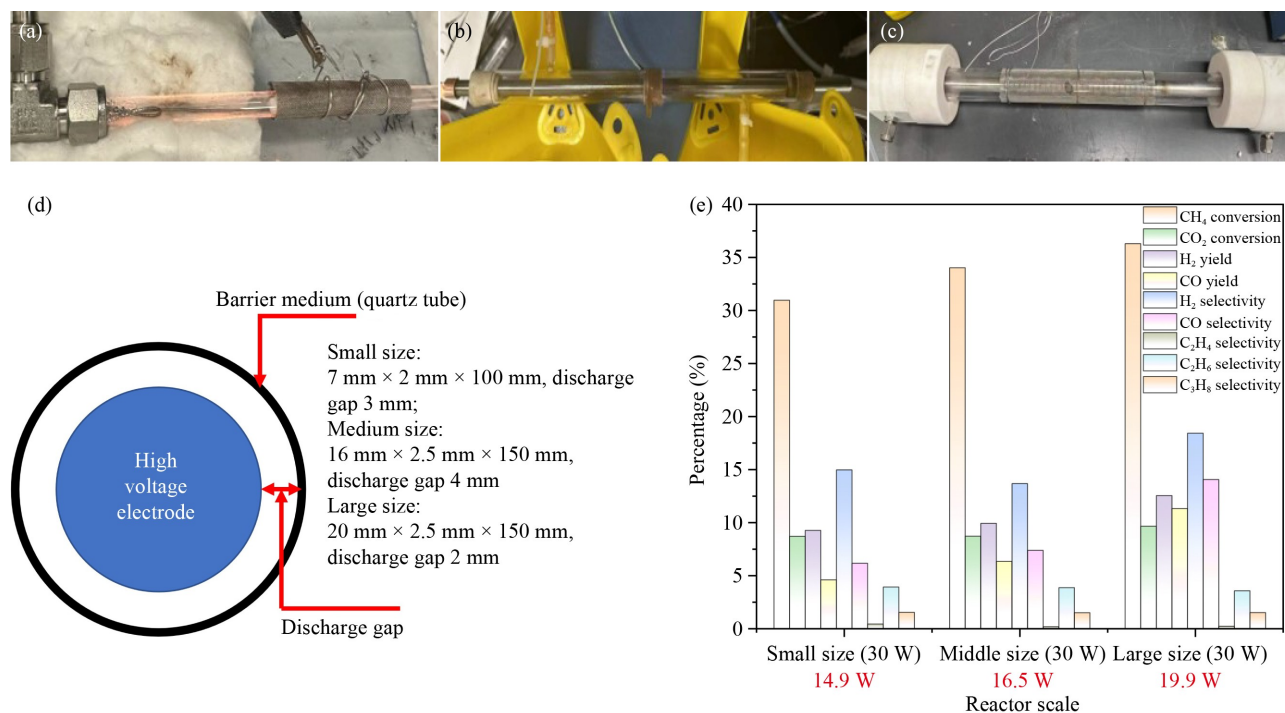 (a)
(b)
(c)
(d)
Barrier medium (quartz tube)
Small size:
7 mm × 2 mm × 100 mm, discharge
gap 3 mm;
Medium size:
16 mm × 2.5 mm × 150 mm,
discharge gap 4 mm
Large size:
20 mm × 2.5 mm × 150 mm,
discharge gap 2 mm
High
voltage
electrode
Discharge gap
(e)
40
35
30
25
20
15
10
5
0
Percentage (%)
CH₄ conversion
CO₂ conversion
H₂ yield
CO yield
H₂ selectivity
CO selectivity
C₂H₄ selectivity
C₂H₆ selectivity
C₃H₈ selectivity
Small size (30 W)
Middle size (30 W)
Large size (30 W)
14.9 W
16.5 W
19.9 W
Reactor scale